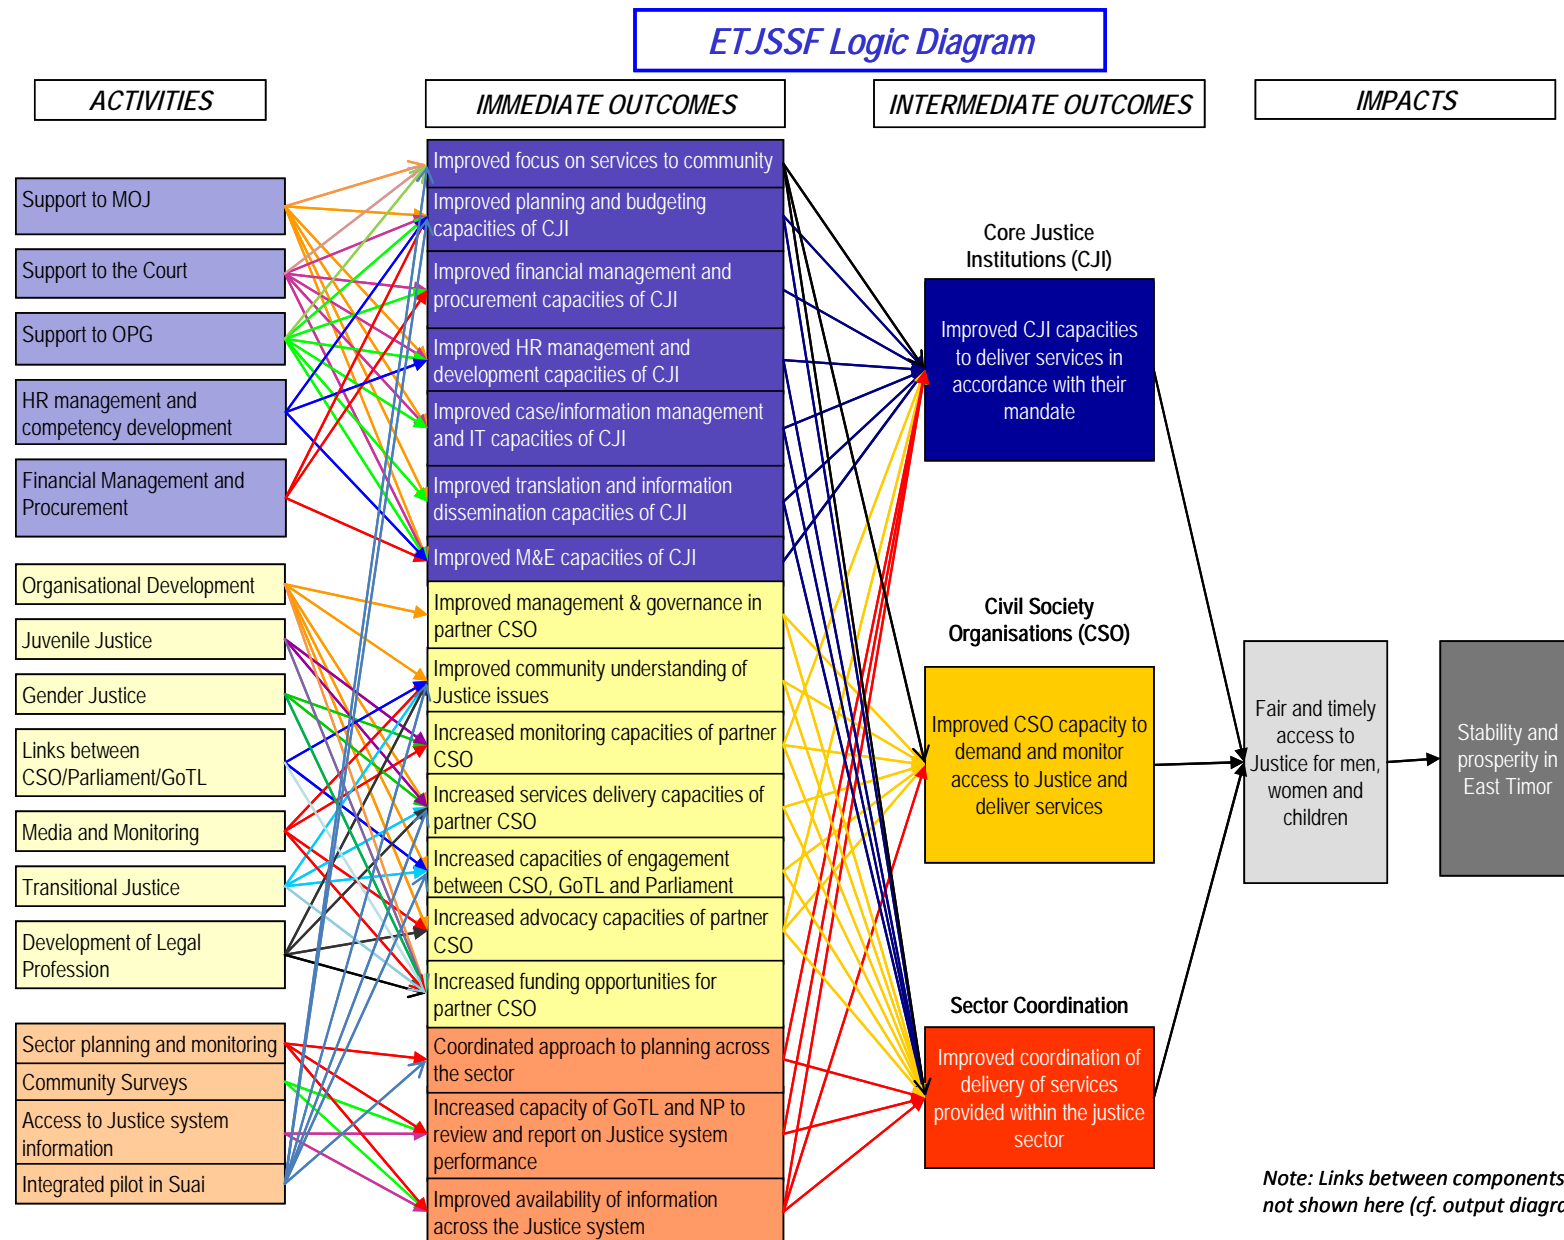 ETJSSF Logic Diagram
ACTIVITIES
IMMEDIATE OUTCOMES
INTERMEDIATE OUTCOMES
IMPACTS
Support to MOJ
Support to the Court
Support to OPG
HR management and
competency development
Financial Management and
Procurement
Organisational Development
Juvenile Justice
Gender Justice
Links between
CSO/Parliament/GoTL
Media and Monitoring
Transitional Justice
Development of Legal
Profession
Sector planning and monitoring
Community Surveys
Access to Justice system
information
Integrated pilot in Suai
Improved focus on services to community
Improved planning and budgeting
capacities of CJI
Improved financial management and
procurement capacities of CJI
Improved HR management and
development capacities of CJI
Improved case/information management
and IT capacities of CJI
Improved translation and information
dissemination capacities of CJI
Improved M&E capacities of CJI
Improved management & governance in
partner CSO
Improved community understanding of
Justice issues
Increased monitoring capacities of partner
CSO
Increased services delivery capacities of
partner CSO
Increased capacities of engagement
between CSO, GoTL and Parliament
Increased advocacy capacities of partner
CSO
Increased funding opportunities for
partner CSO
Coordinated approach to planning across
the sector
Increased capacity of GoTL and NP to
review and report on Justice system
performance
Improved availability of information
across the Justice system
Core Justice
Institutions (CJI)
Improved CJI capacities
to deliver services in
accordance with their
mandate
Civil Society
Organisations (CSO)
Improved CSO capacity to
demand and monitor
access to Justice and
deliver services
Sector Coordination
Improved coordination of
delivery of services
provided within the justice
sector
Fair and timely
access to
Justice for men,
women and
children
Stability and
prosperity in
East Timor
Note: Links between components
not shown here (cf. output diagra